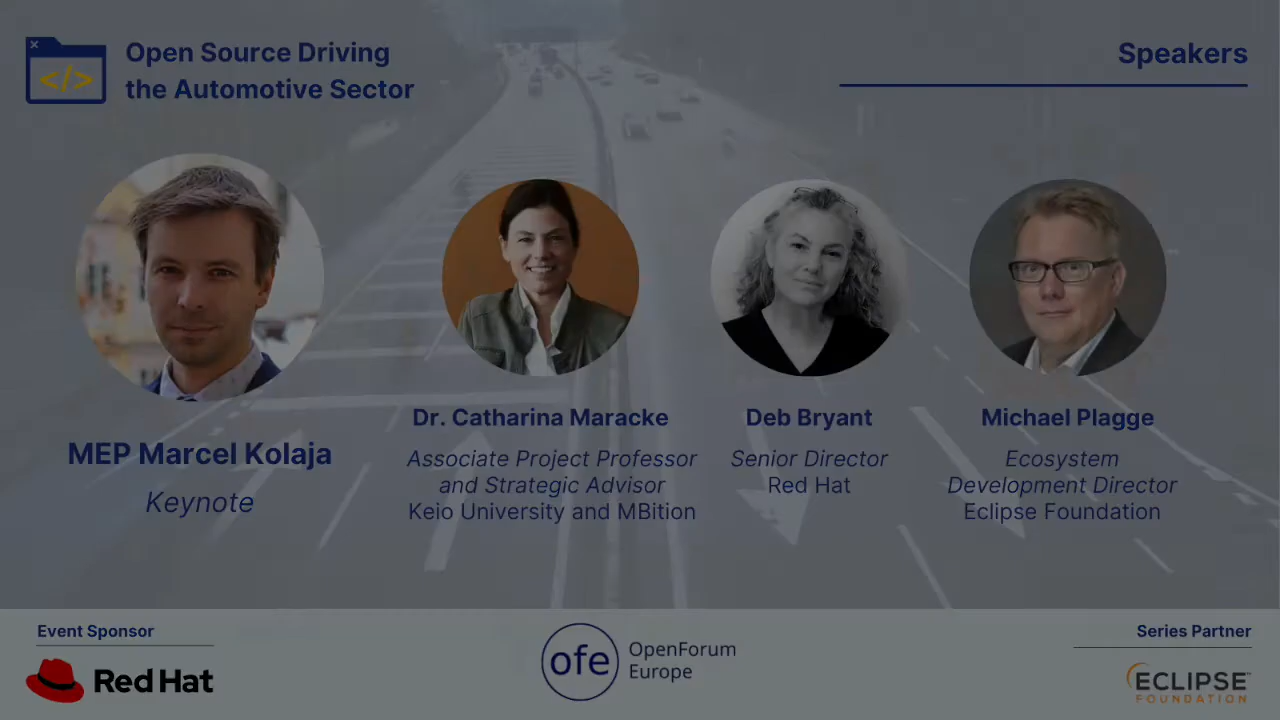 Open Source Driving
the Automotive Sector
Speakers
MEP Marcel Kolaja
Keynote
Dr. Catharina Maracke
Associate Project Professor
and Strategic Advisor
Keio University and MBition
Deb Bryant
Senior Director
Red Hat
Michael Plagge
Ecosystem
Development Director
Eclipse Foundation
Event Sponsor
Red Hat
ofe
OpenForum
Europe
Series Partner
ECLIPSE
FOUNDATION